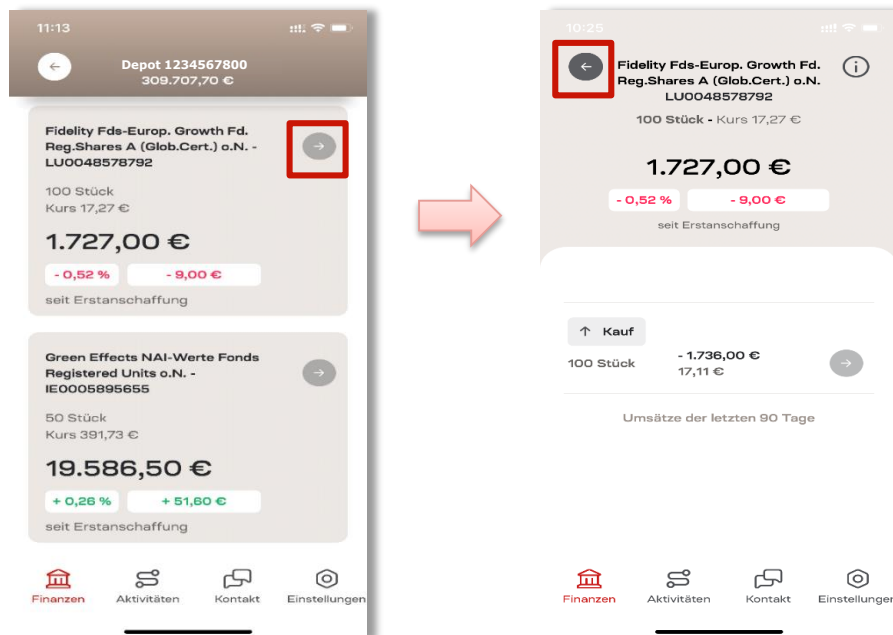 11:13
Depot 1234567800
309.707,70 €
Fidelity Fds-Europ. Growth Fd.
Reg.Shares A (Glob.Cert.) o.N. -
LU0048578792
100 Stück
Kurs 17,27 €
1.727,00 €
- 0,52 % - 9,00 €
seit Erstanschaffung
Green Effects NAI-Werte Fonds
Registered Units o.N. -
IE0005895655
50 Stück
Kurs 391,73 €
19.586,50 €
+ 0,26 % + 51,60 €
seit Erstanschaffung
Finanzen Aktivitäten Kontakt Einstellungen
10:25
Fidelity Fds-Europ. Growth Fd.
Reg.Shares A (Glob.Cert.) o.N.
LU0048578792
100 Stück - Kurs 17,27 €
1.727,00 €
- 0,52 % - 9,00 €
seit Erstanschaffung
Kauf
100 Stück - 1.736,00 €
17,11 €
Umsätze der letzten 90 Tage
Finanzen Aktivitäten Kontakt Einstellungen